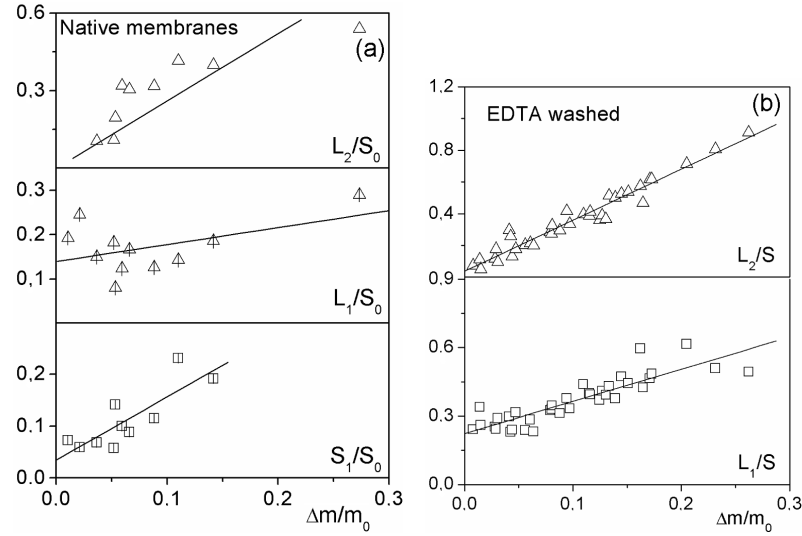 0.6
Native membranes
(a)
0.3
L2/S0
0.3
0.2
0.1
L1/S0
0.2
0.1
0.0
S1/S0
0.0 0.1 0.2 0.3
Δm/m0
1.2
(b)
EDTA washed
0.8
0.4
L2/S
0.9
0.6
0.3
L1/S
0.0
0.0 0.1 0.2 0.3
Δm/m0